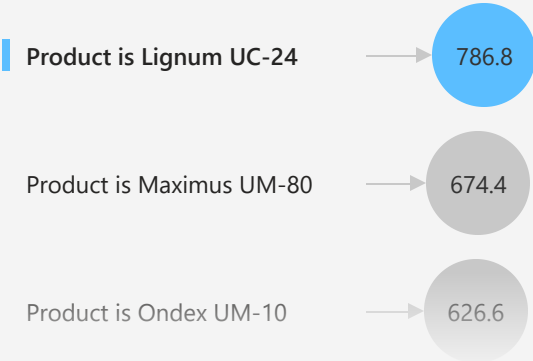 Product is Lignum UC-24 786.8
Product is Maximus UM-80 674.4
Product is Ondex UM-10 626.6